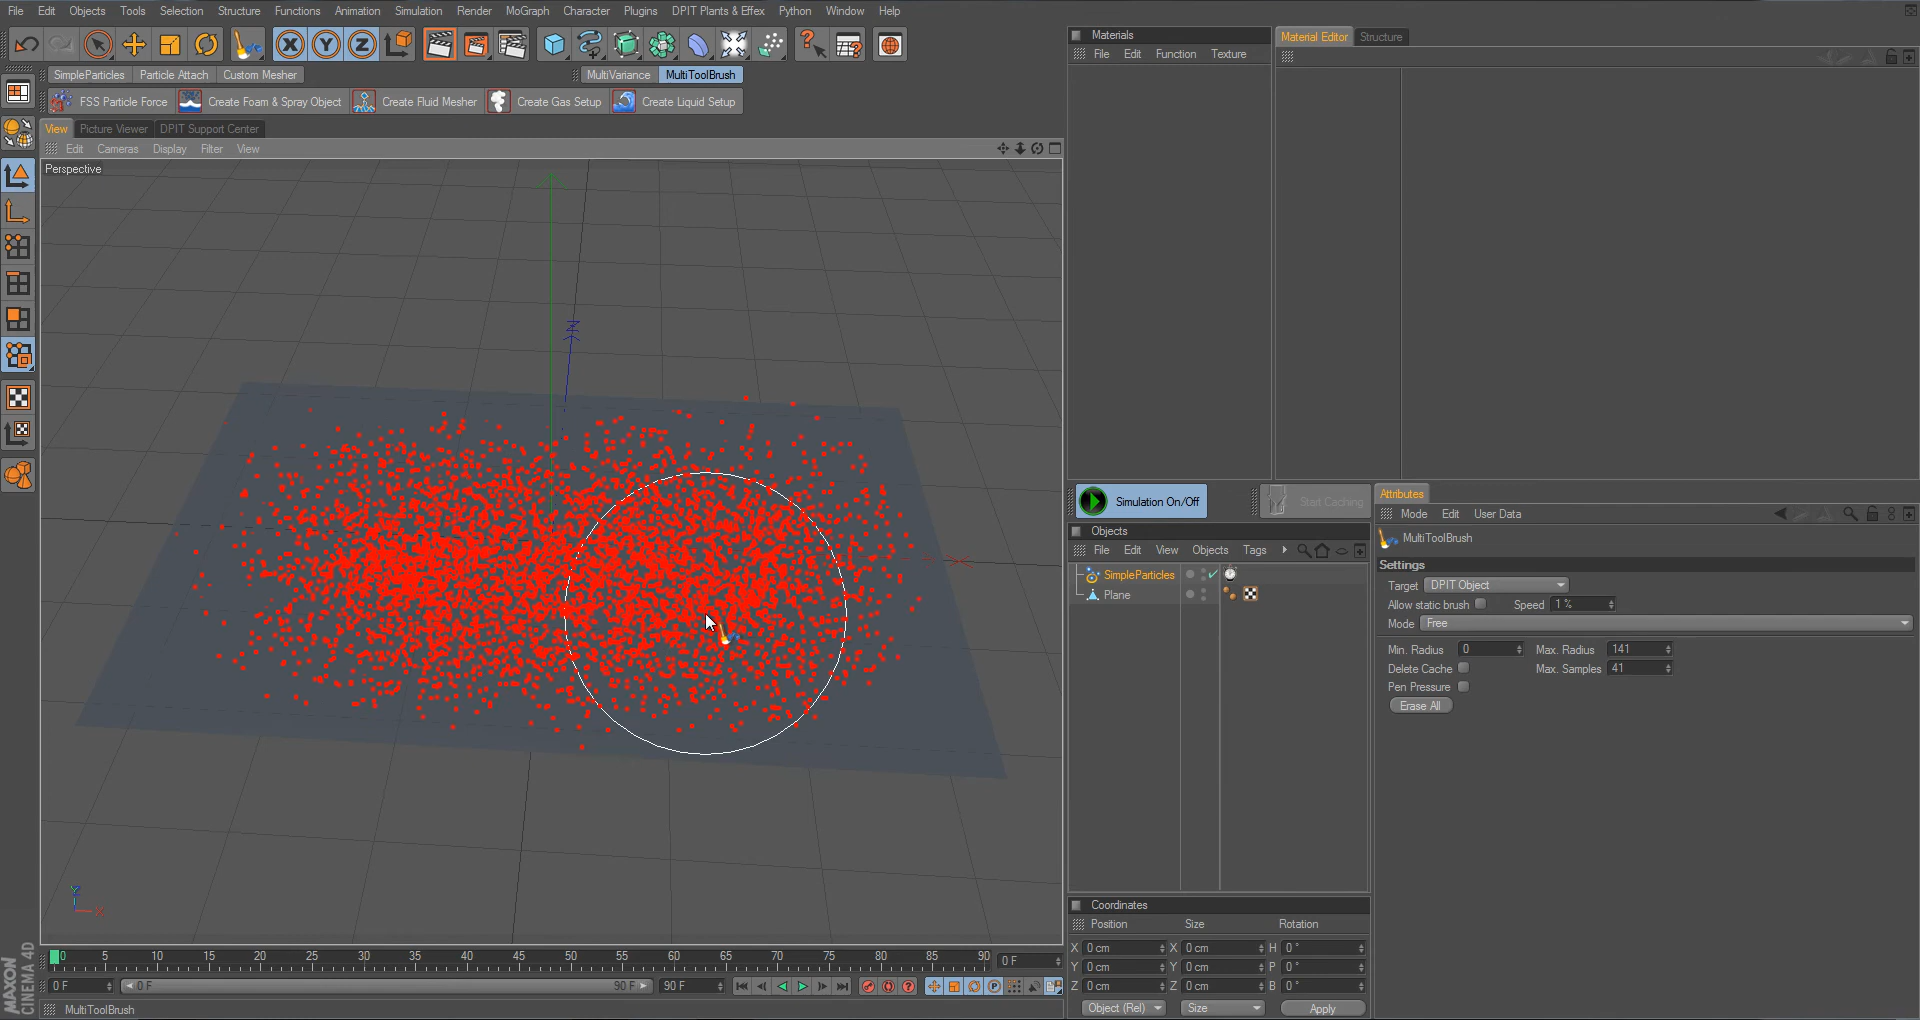 File Edit Objects Tools Selection Structure Functions Animation Simulation Render MoGraph Character Plugins DPIT Plants & Effex Python Window Help
SimpleParticles Particle Attach Custom Mesher MultiVariance MultiToolBrush
FSS Particle Force Create Foam & Spray Object Create Fluid Mesher Create Gas Setup Create Liquid Setup
View Picture Viewer DPIT Support Center
Edit Cameras Display Filter View
Perspective
Z
Y
X
Materials
File Edit Function Texture
Material Editor Structure
Simulation On/Off Start Caching
Objects
File Edit View Objects Tags
SimpleParticles
Plane
Attributes
Mode Edit User Data
MultiToolBrush
Settings
Target DPIT Object
Allow static brush Speed 1 %
Mode Free
Min. Radius 0 Max. Radius 141
Delete Cache Max. Samples 41
Pen Pressure
Erase All
Coordinates
Position Size Rotation
X 0 cm X 0 cm H 0 °
Y 0 cm Y 0 cm P 0 °
Z 0 cm Z 0 cm B 0 °
Object (Rel) Size Apply
0 5 10 15 20 25 30 35 40 45 50 55 60 65 70 75 80 85 90 0 F
0 F 0 F 90 F 90 F
MultiToolBrush
MAXON
CINEMA 4D